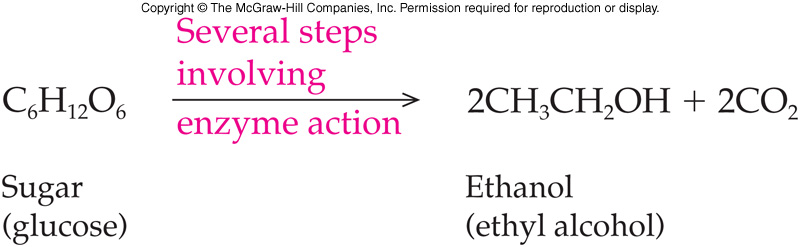 Copyright © The McGraw-Hill Companies, Inc. Permission required for reproduction or display.
Several steps
involving
C₆H₁₂O₆ ⟶ 2CH₃CH₂OH + 2CO₂
enzyme action
Sugar Ethanol
(glucose) (ethyl alcohol)